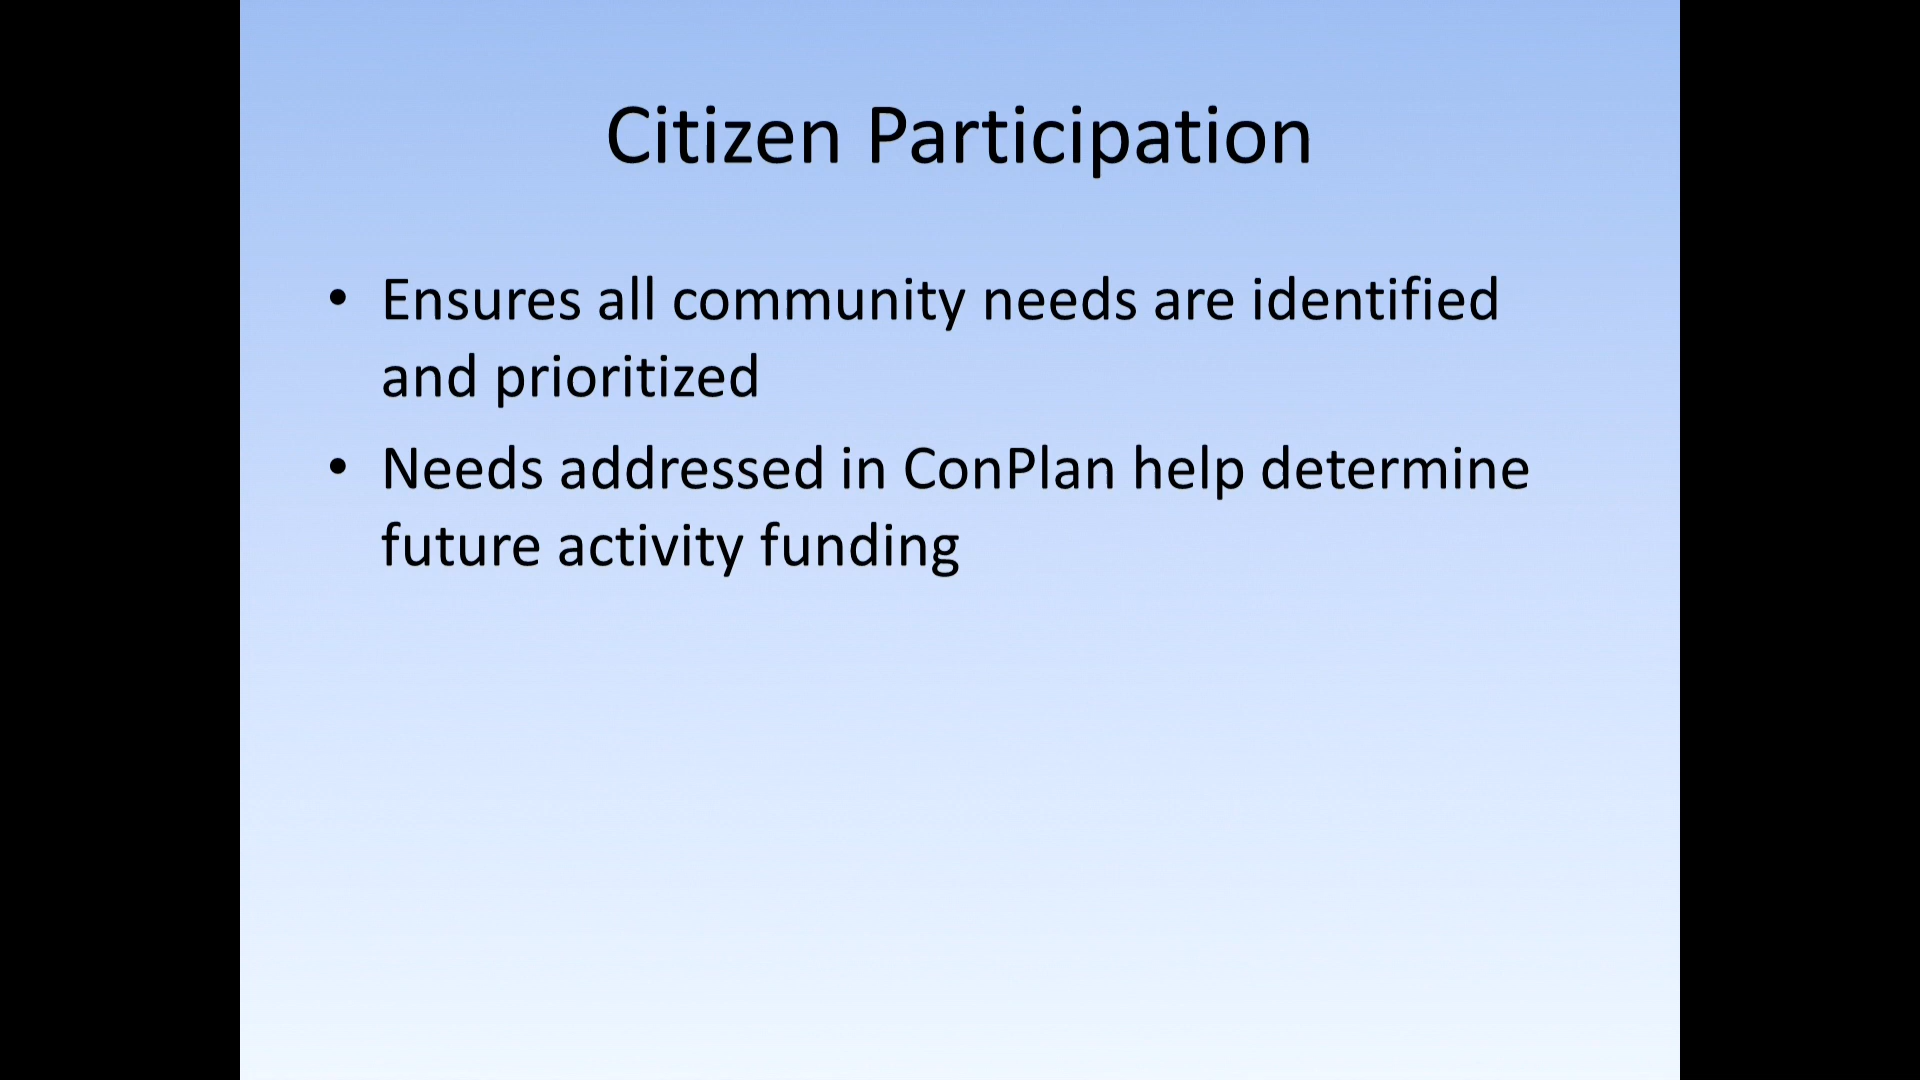 Citizen Participation
• Ensures all community needs are identified
and prioritized
• Needs addressed in ConPlan help determine
future activity funding